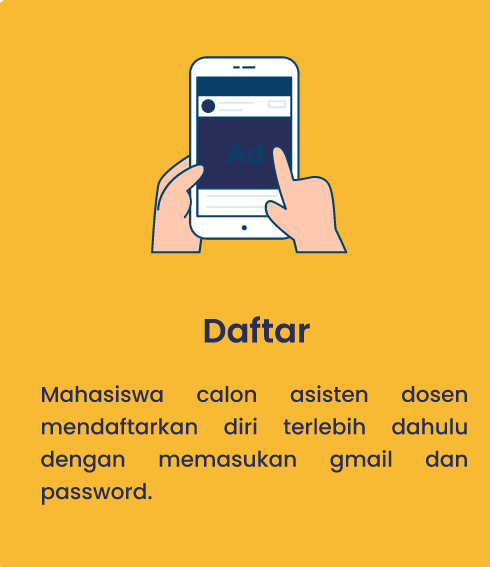 Ad
Daftar
Mahasiswa calon asisten dosen
mendaftarkan diri terlebih dahulu
dengan memasukan gmail dan
password.